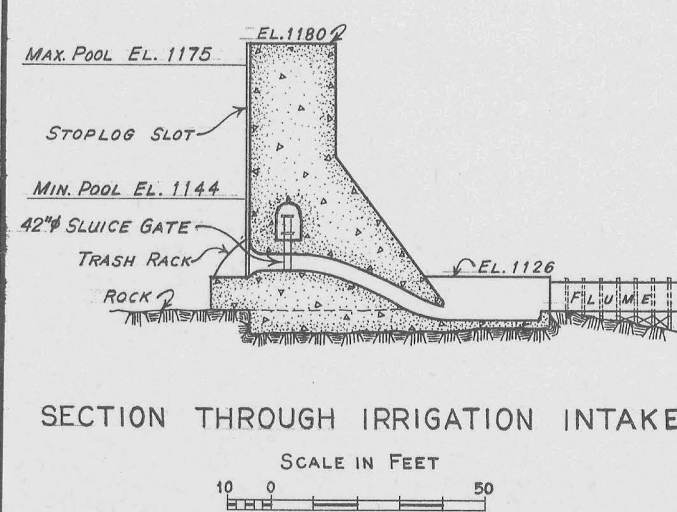 EL. 1180
MAX. POOL EL. 1175
STOPLOG SLOT
MIN. POOL EL. 1144
42"φ SLUICE GATE
TRASH RACK
EL. 1126
ROCK
FLUME
SECTION THROUGH IRRIGATION INTAKE
SCALE IN FEET
10 0 50